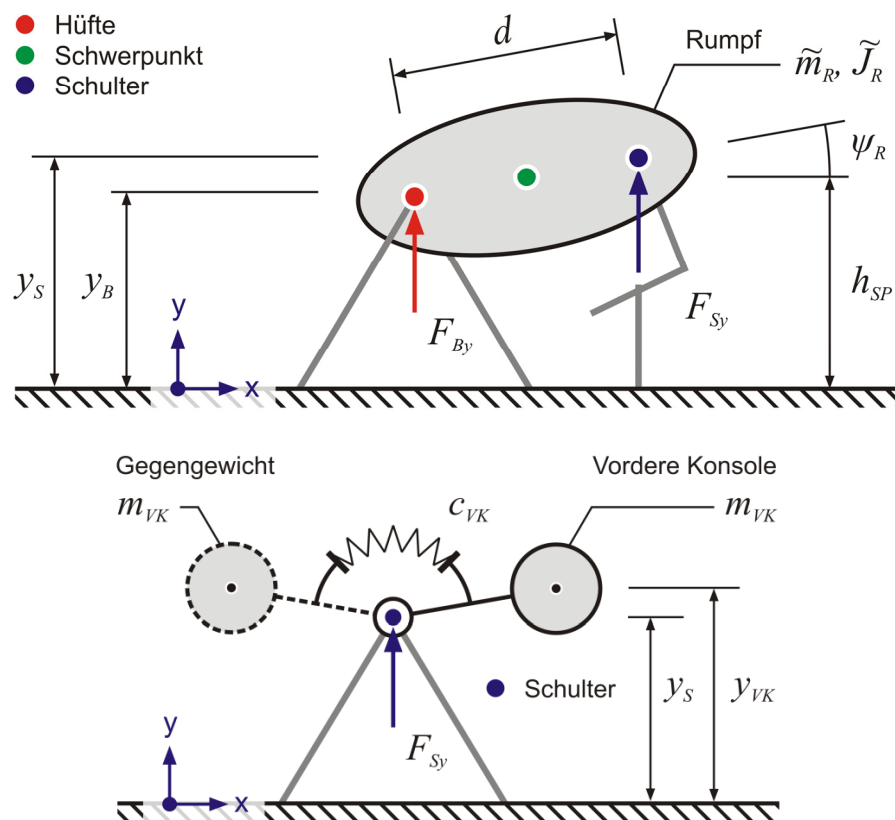 Hüfte
Schwerpunkt
Schulter
d
Rumpf
m̃_R, J̃_R
ψ_R
y_S
y_B
h_SP
F_By
F_Sy
y
x
Gegengewicht
Vordere Konsole
m_VK
c_VK
m_VK
Schulter
y_S
y_VK
F_Sy
y
x